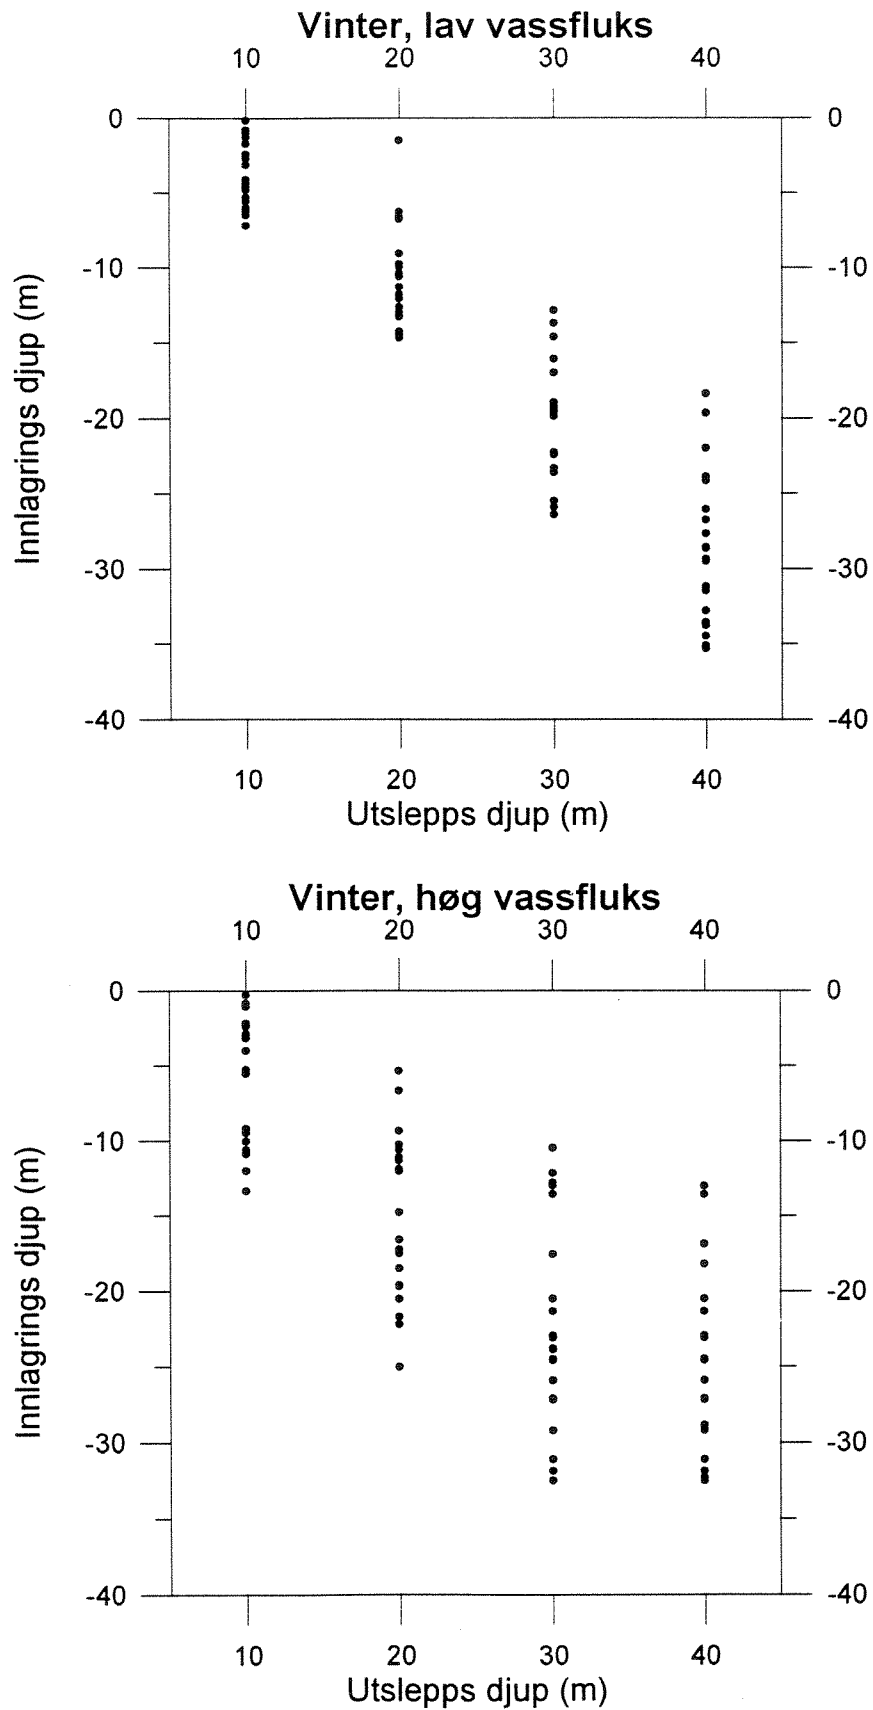 Vinter, lav vassfluks
10 20 30 40
0 0
-10 -10
-20 -20
-30 -30
-40 -40
Innlagrings djup (m)
10 20 30 40
Utslepps djup (m)
Vinter, høg vassfluks
10 20 30 40
0 0
-10 -10
-20 -20
-30 -30
-40 -40
Innlagrings djup (m)
10 20 30 40
Utslepps djup (m)